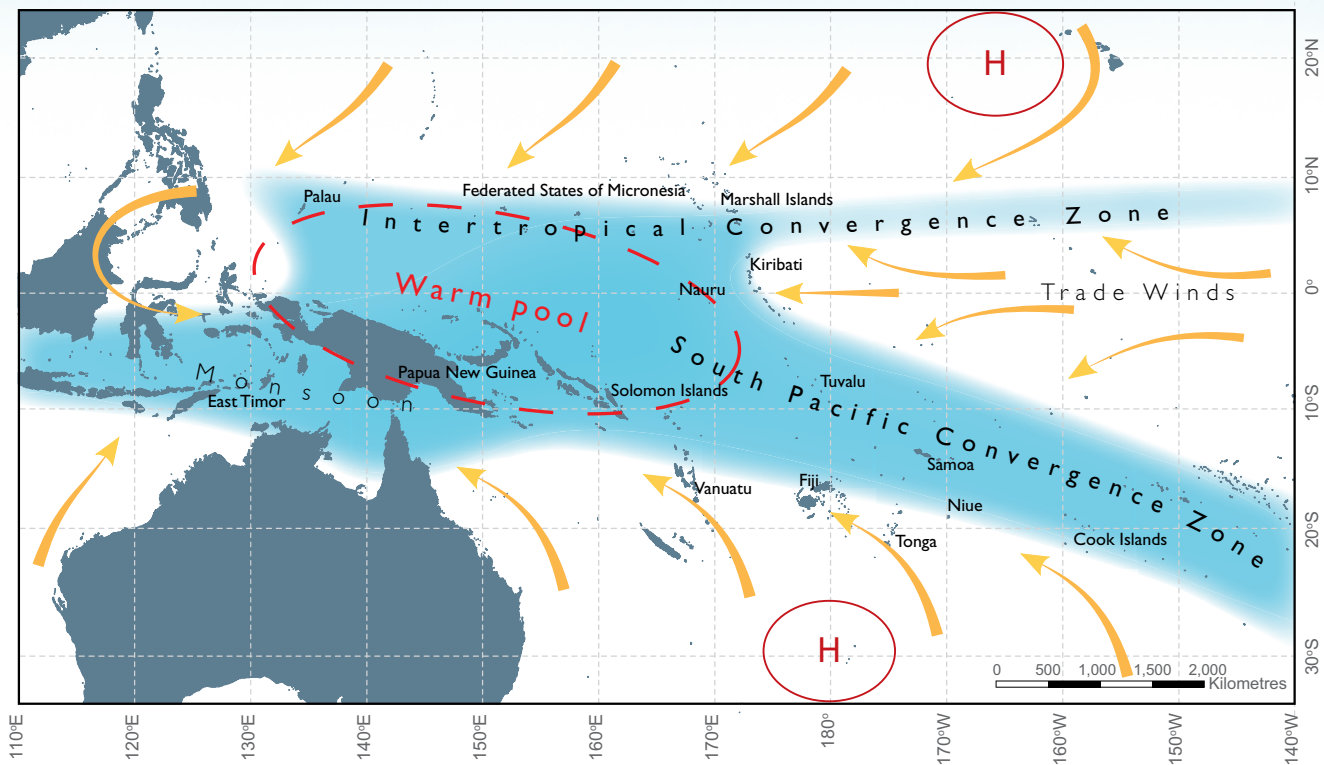 H
20°N
10°N
Palau
Federated States of Micronesia
Marshall Islands
Intertropical Convergence Zone
Kiribati
Warm pool
Nauru
Trade Winds
0°
South Pacific Convergence Zone
Monsoon
Papua New Guinea
East Timor
Solomon Islands
Tuvalu
10°S
Samoa
Vanuatu
Fiji
Niue
Tonga
Cook Islands
20°S
H
30°S
0 500 1,000 1,500 2,000
Kilometres
110°E 120°E 130°E 140°E 150°E 160°E 170°E 180° 170°W 160°W 150°W 140°W